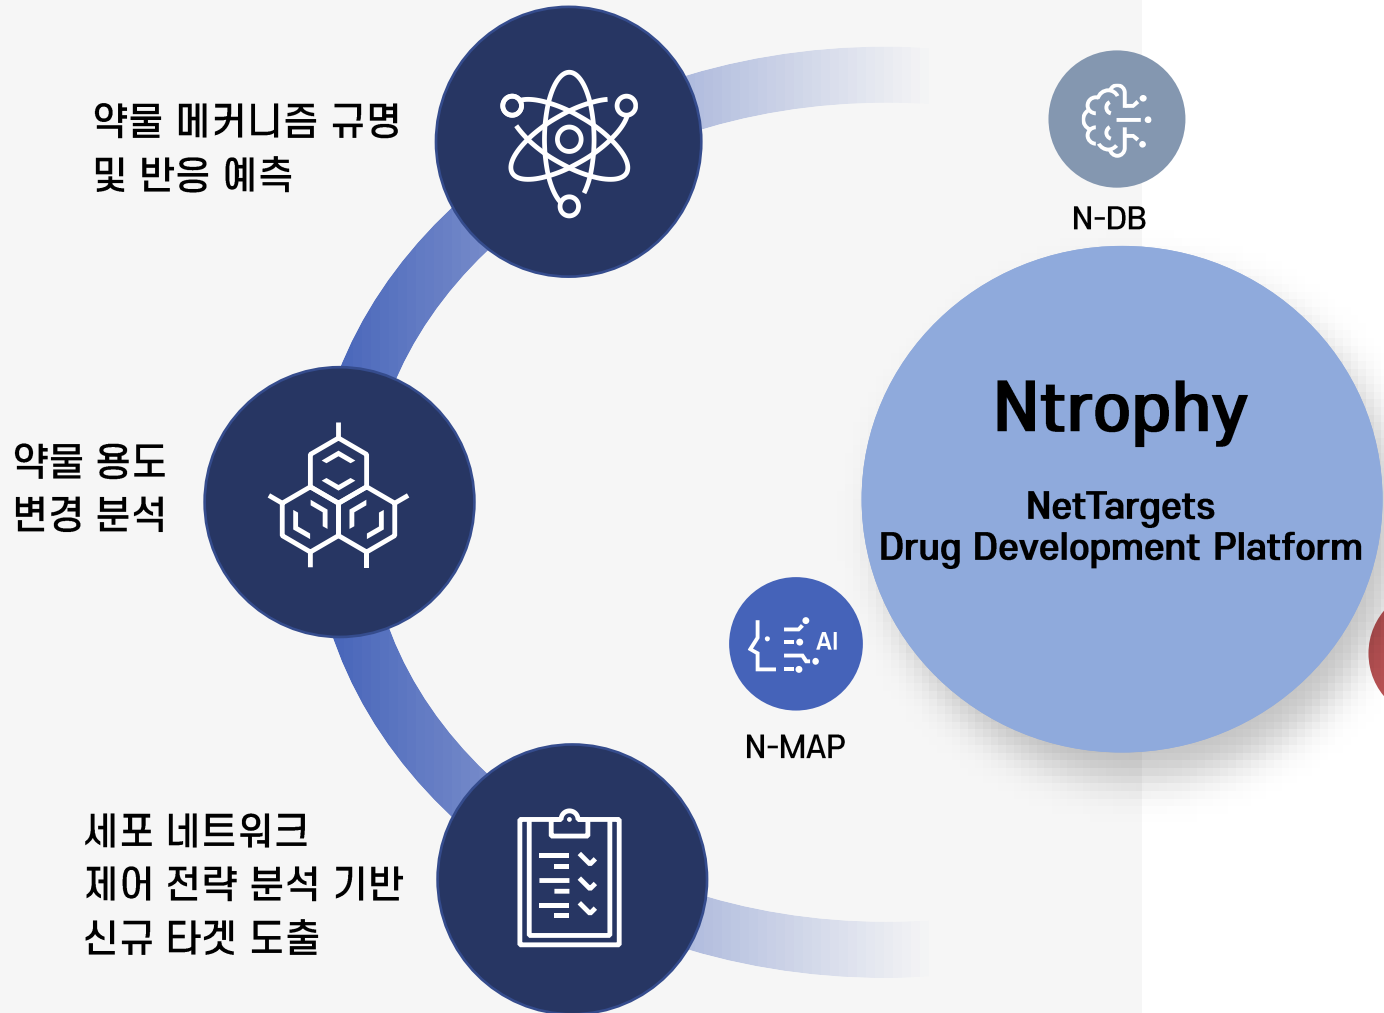 약물 메커니즘 규명
및 반응 예측
약물 용도
변경 분석
세포 네트워크
제어 전략 분석 기반
신규 타겟 도출
N-DB
Ntrophy
NetTargets
Drug Development Platform
AI
N-MAP